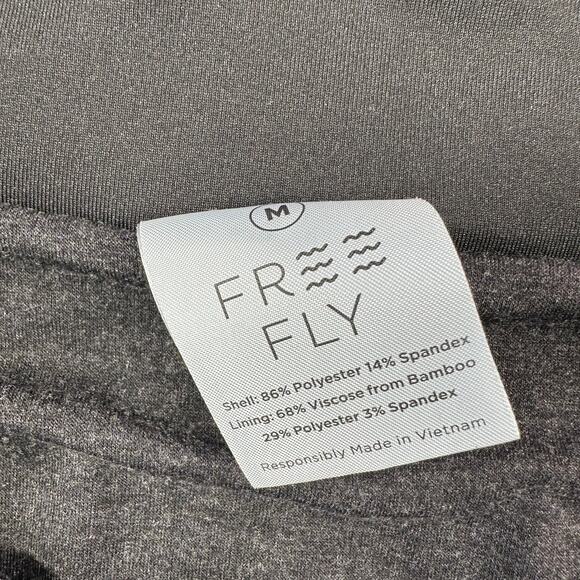 M
FREE
FLY
Shell: 86% Polyester 14% Spandex
Lining: 68% Viscose from Bamboo
29% Polyester 3% Spandex
Responsibly Made in Vietnam